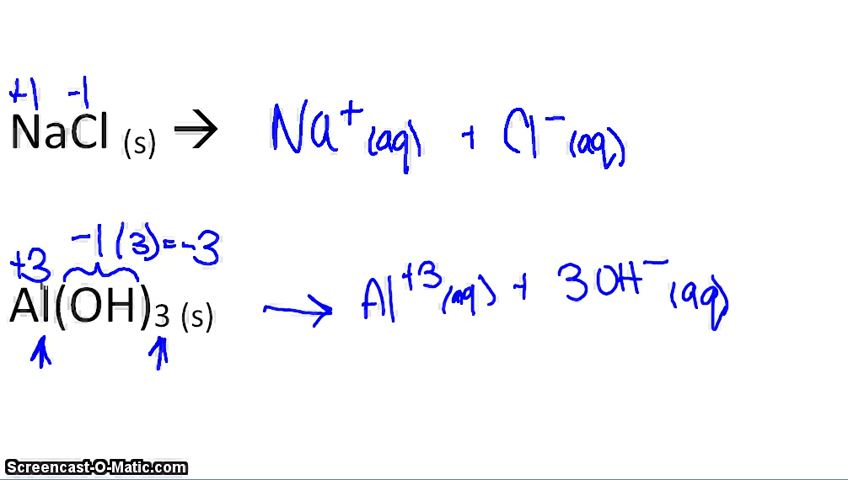 +1 -1
NaCl (s) → Na⁺ (aq) + Cl⁻ (aq)
+3 -1(3)=-3
Al(OH)₃ (s) → Al⁺³ (aq) + 3OH⁻ (aq)
Screencast-O-Matic.com